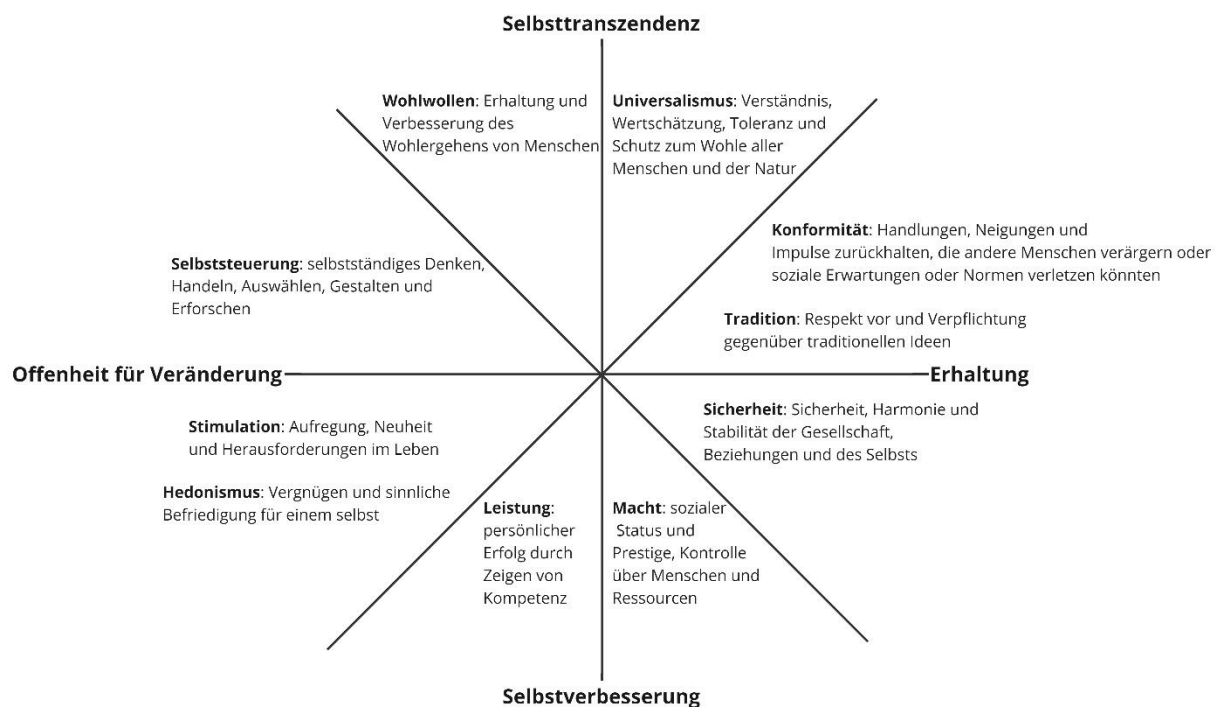 Selbsttranszendenz
Wohlwollen: Erhaltung und
Verbesserung des
Wohlergehens von Menschen
Universalismus: Verständnis,
Wertschätzung, Toleranz und
Schutz zum Wohle aller
Menschen und der Natur
Selbststeuerung: selbstständiges Denken,
Handeln, Auswählen, Gestalten und
Erforschen
Konformität: Handlungen, Neigungen und
Impulse zurückhalten, die andere Menschen verärgern oder
soziale Erwartungen oder Normen verletzen könnten
Tradition: Respekt vor und Verpflichtung
gegenüber traditionellen Ideen
Offenheit für Veränderung
Erhaltung
Stimulation: Aufregung, Neuheit
und Herausforderungen im Leben
Hedonismus: Vergnügen und sinnliche
Befriedigung für einem selbst
Sicherheit: Sicherheit, Harmonie und
Stabilität der Gesellschaft,
Beziehungen und des Selbsts
Leistung:
persönlicher
Erfolg durch
Zeigen von
Kompetenz
Macht: sozialer
Status und
Prestige, Kontrolle
über Menschen und
Ressourcen
Selbstverbesserung